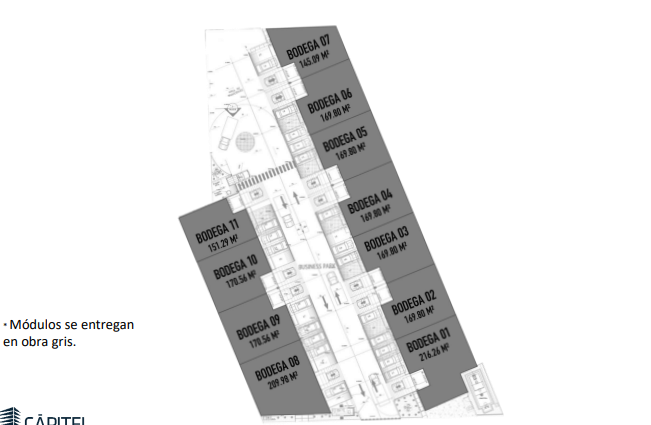 BODEGA 07
145.09 M²
BODEGA 06
169.80 M²
BODEGA 05
169.80 M²
BODEGA 04
169.80 M²
BODEGA 03
169.80 M²
BODEGA 02
169.80 M²
BODEGA 01
216.26 M²
BODEGA 11
151.29 M²
BODEGA 10
170.56 M²
BODEGA 09
170.56 M²
BODEGA 08
209.98 M²
BUSINESS PARK
• Módulos se entregan
en obra gris.
CĀPITEL